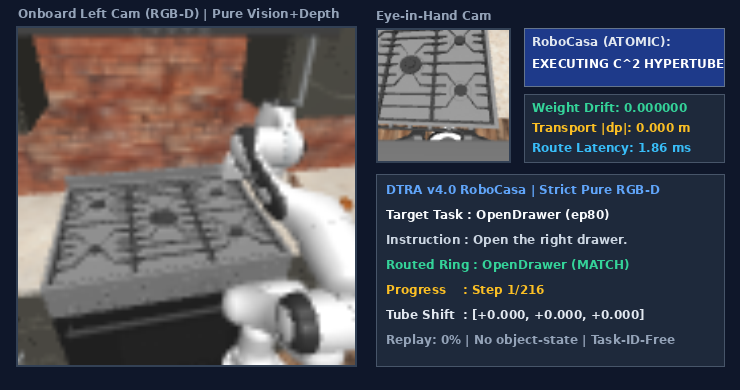 Onboard Left Cam (RGB-D) | Pure Vision+Depth
Eye-in-Hand Cam
RoboCasa (ATOMIC):
EXECUTING C^2 HYPERTUBE
Weight Drift: 0.000000
Transport |dp|: 0.000 m
Route Latency: 1.86 ms
DTRA v4.0 RoboCasa | Strict Pure RGB-D
Target Task : OpenDrawer (ep80)
Instruction : Open the right drawer.
Routed Ring : OpenDrawer (MATCH)
Progress : Step 1/216
Tube Shift : [+0.000, +0.000, +0.000]
Replay: 0% | No object-state | Task-ID-Free